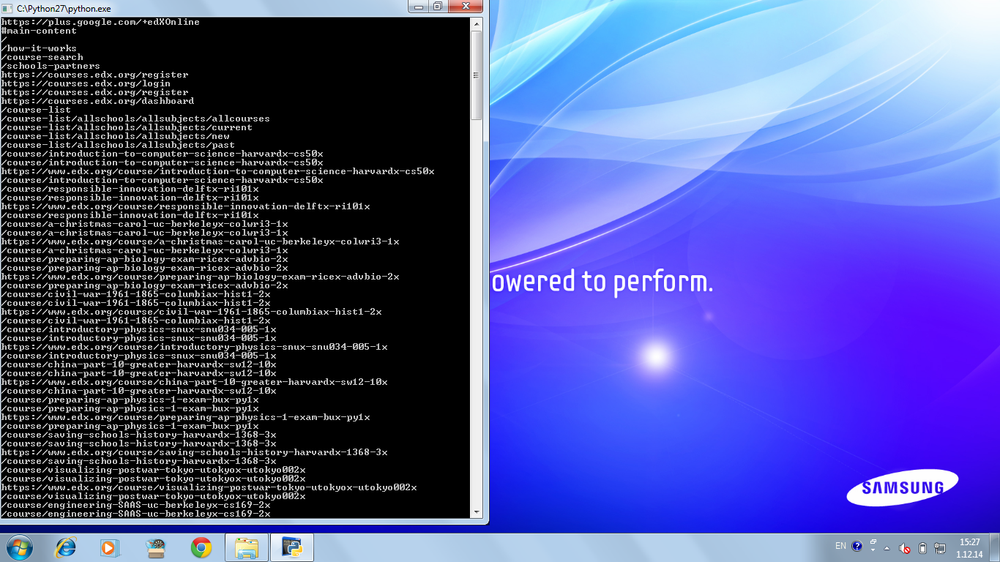 C:\Python27\python.exe
https://plus.google.com/+edXOnline
#main-content
/
/how-it-works
/course-search
/schools-partners
https://courses.edx.org/register
https://courses.edx.org/login
https://courses.edx.org/register
https://courses.edx.org/dashboard
/course-list
/course-list/allschools/allsubjects/allcourses
/course-list/allschools/allsubjects/current
/course-list/allschools/allsubjects/new
/course-list/allschools/allsubjects/past
/course/introduction-to-computer-science-harvardx-cs50x
/course/introduction-to-computer-science-harvardx-cs50x
https://www.edx.org/course/introduction-to-computer-science-harvardx-cs50x
/course/introduction-to-computer-science-harvardx-cs50x
/course/responsible-innovation-delftx-ri101x
/course/responsible-innovation-delftx-ri101x
https://www.edx.org/course/responsible-innovation-delftx-ri101x
/course/responsible-innovation-delftx-ri101x
/course/a-christmas-carol-uc-berkeleyx-colwri3-1x
/course/a-christmas-carol-uc-berkeleyx-colwri3-1x
https://www.edx.org/course/a-christmas-carol-uc-berkeleyx-colwri3-1x
/course/a-christmas-carol-uc-berkeleyx-colwri3-1x
/course/preparing-ap-biology-exam-ricex-advbio-2x
/course/preparing-ap-biology-exam-ricex-advbio-2x
https://www.edx.org/course/preparing-ap-biology-exam-ricex-advbio-2x
/course/preparing-ap-biology-exam-ricex-advbio-2x
/course/civil-war-1961-1865-columbiax-hist1-2x
/course/civil-war-1961-1865-columbiax-hist1-2x
https://www.edx.org/course/civil-war-1961-1865-columbiax-hist1-2x
/course/civil-war-1961-1865-columbiax-hist1-2x
/course/introductory-physics-snux-snu034-005-1x
/course/introductory-physics-snux-snu034-005-1x
https://www.edx.org/course/introductory-physics-snux-snu034-005-1x
/course/introductory-physics-snux-snu034-005-1x
/course/china-part-10-greater-harvardx-sw12-10x
/course/china-part-10-greater-harvardx-sw12-10x
https://www.edx.org/course/china-part-10-greater-harvardx-sw12-10x
/course/china-part-10-greater-harvardx-sw12-10x
/course/preparing-ap-physics-1-exam-bux-py1x
/course/preparing-ap-physics-1-exam-bux-py1x
https://www.edx.org/course/preparing-ap-physics-1-exam-bux-py1x
/course/preparing-ap-physics-1-exam-bux-py1x
/course/saving-schools-history-harvardx-1368-3x
/course/saving-schools-history-harvardx-1368-3x
https://www.edx.org/course/saving-schools-history-harvardx-1368-3x
/course/saving-schools-history-harvardx-1368-3x
/course/visualizing-postwar-tokyo-utokyox-utokyo002x
/course/visualizing-postwar-tokyo-utokyox-utokyo002x
https://www.edx.org/course/visualizing-postwar-tokyo-utokyox-utokyo002x
/course/visualizing-postwar-tokyo-utokyox-utokyo002x
/course/engineering-SAAS-uc-berkeleyx-cs169-2x
/course/engineering-SAAS-uc-berkeleyx-cs169-2x
owered to perform.
SAMSUNG
EN
15:27
1.12.14